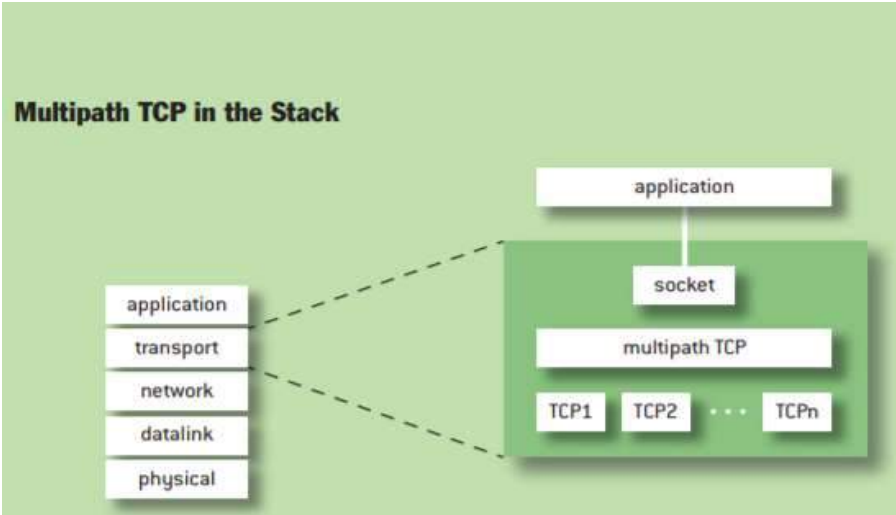 Multipath TCP in the Stack
application
transport
network
datalink
physical
application
socket
multipath TCP
TCP1 TCP2 ··· TCPn